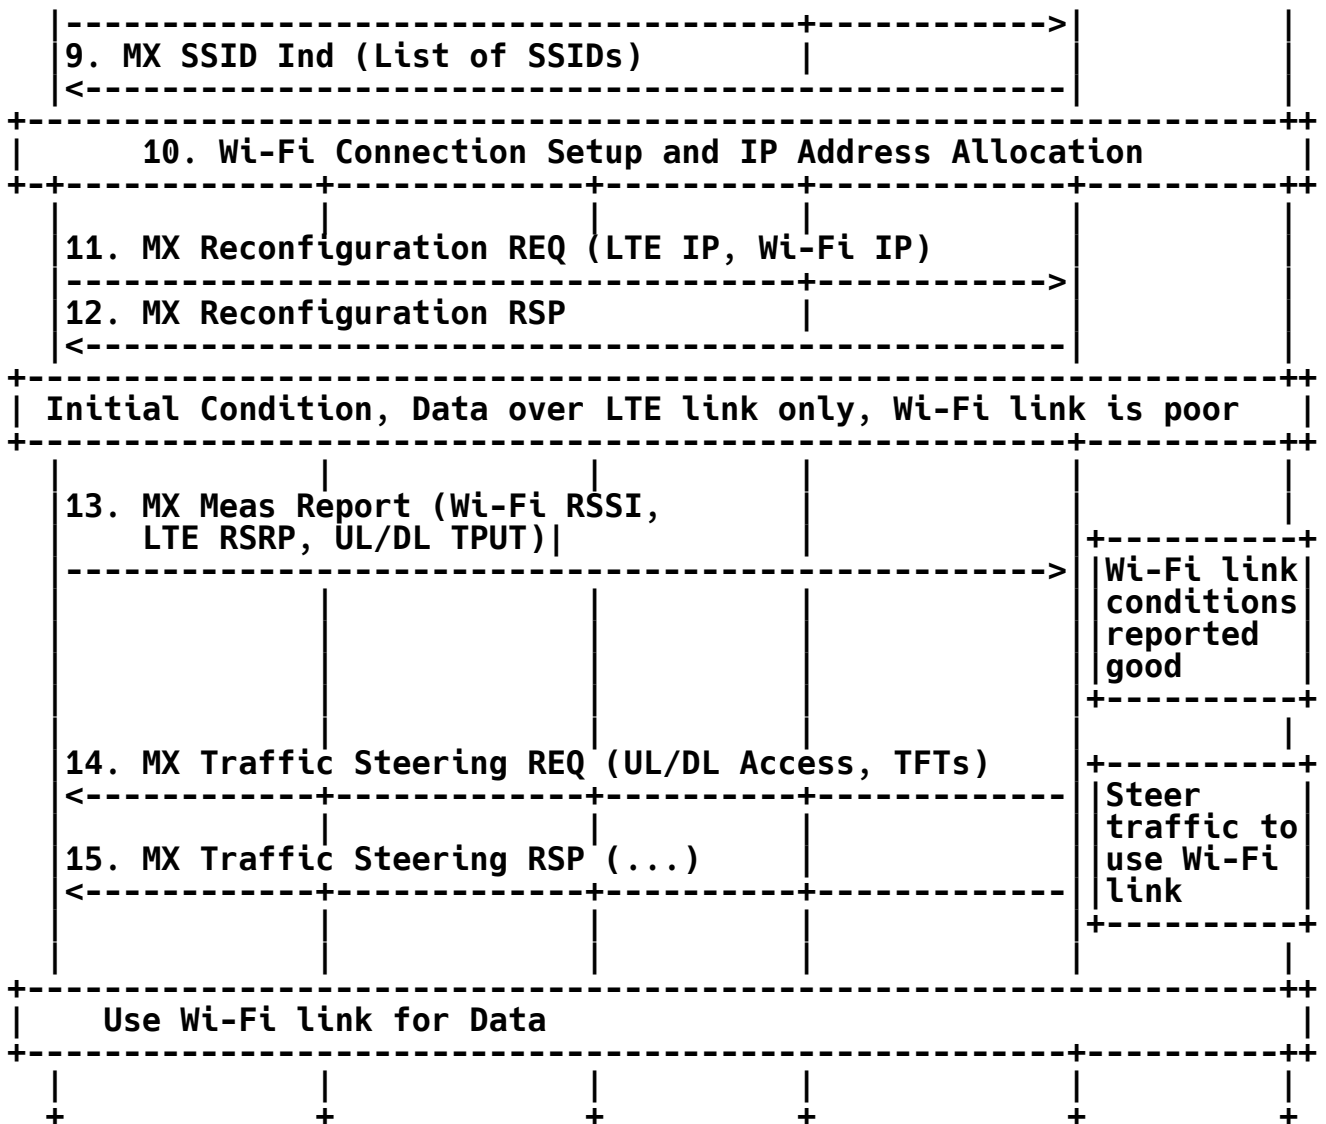 9. MX SSID Ind (List of SSIDs)
10. Wi-Fi Connection Setup and IP Address Allocation
11. MX Reconfiguration REQ (LTE IP, Wi-Fi IP)
12. MX Reconfiguration RSP
Initial Condition, Data over LTE link only, Wi-Fi link is poor
13. MX Meas Report (Wi-Fi RSSI,
LTE RSRP, UL/DL TPUT)
Wi-Fi link
conditions
reported
good
14. MX Traffic Steering REQ (UL/DL Access, TFTs)
15. MX Traffic Steering RSP (...)
Steer
traffic to
use Wi-Fi
link
Use Wi-Fi link for Data